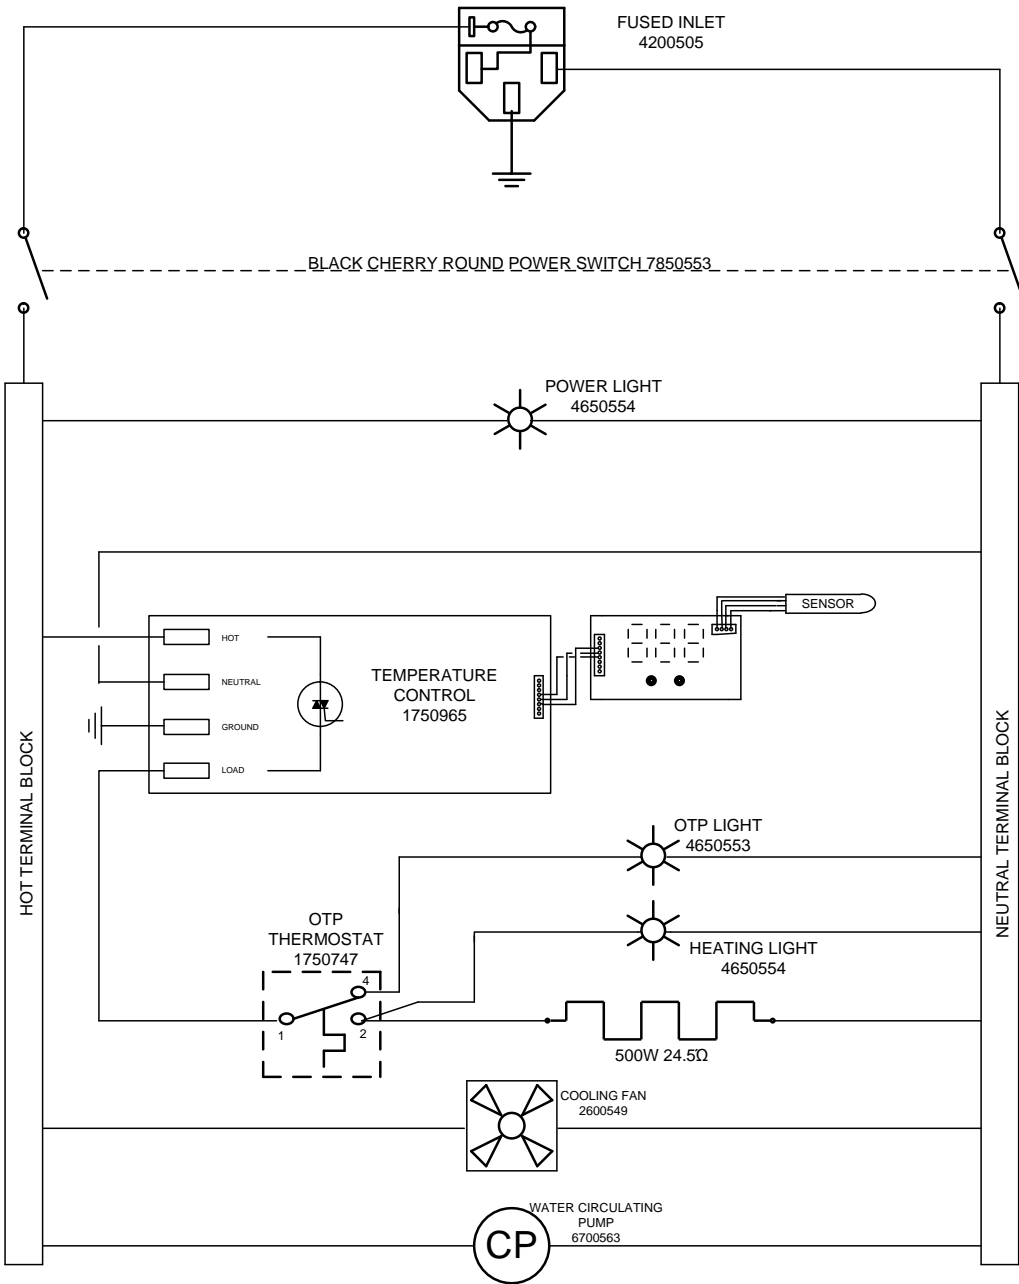 FUSED INLET
4200505
BLACK CHERRY ROUND POWER SWITCH 7850553
POWER LIGHT
4650554
SENSOR
HOT
NEUTRAL
GROUND
LOAD
TEMPERATURE
CONTROL
1750965
HOT TERMINAL BLOCK
NEUTRAL TERMINAL BLOCK
OTP LIGHT
4650553
OTP
THERMOSTAT
1750747
HEATING LIGHT
4650554
4
1
2
500W 24.5Ω
COOLING FAN
2600549
WATER CIRCULATING
PUMP
6700563
CP